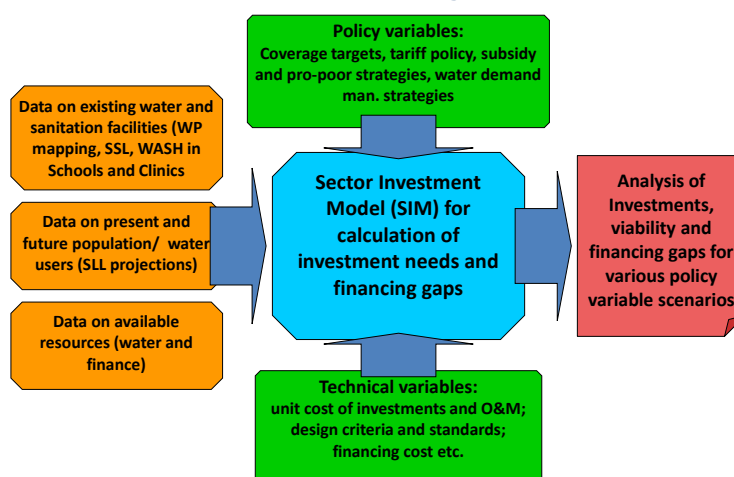 Policy variables:
Coverage targets, tariff policy, subsidy
and pro-poor strategies, water demand
man. strategies
Data on existing water and
sanitation facilities (WP
mapping, SSL, WASH in
Schools and Clinics
Data on present and
future population/ water
users (SLL projections)
Data on available
resources (water and
finance)
Sector Investment
Model (SIM) for
calculation of
investment needs and
financing gaps
Analysis of
Investments,
viability and
financing gaps for
various policy
variable scenarios
Technical variables:
unit cost of investments and O&M;
design criteria and standards;
financing cost etc.